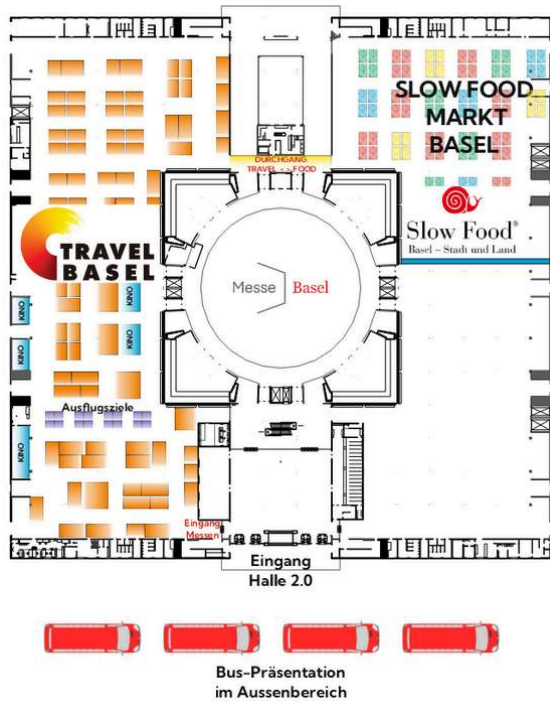 SLOW FOOD
MARKT
BASEL
DURCHGANG
TRAVEL <-> FOOD
Slow Food®
Basel – Stadt und Land
TRAVEL
BASEL
Messe Basel
KINO
KINO
KINO
KINO
KINO
KINO
Ausflugsziele
Eingang
Messen
Eingang
Halle 2.0
Bus-Präsentation
im Aussenbereich